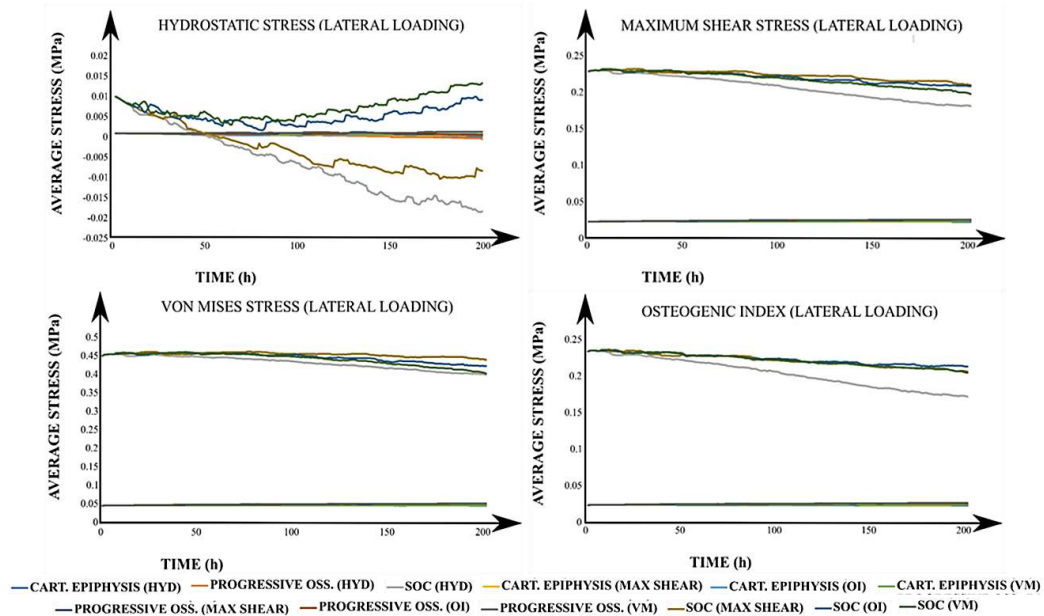 HYDROSTATIC STRESS (LATERAL LOADING)
AVERAGE STRESS (MPa)
0.02
0.015
0.01
0.005
0
-0.005
-0.01
-0.015
-0.02
-0.025
0 50 100 150 200
TIME (h)
MAXIMUM SHEAR STRESS (LATERAL LOADING)
AVERAGE STRESS (MPa)
0.25
0.2
0.15
0.1
0.05
0
0 50 100 150 200
TIME (h)
VON MISES STRESS (LATERAL LOADING)
AVERAGE STRESS (MPa)
0.5
0.45
0.4
0.35
0.3
0.25
0.2
0.15
0.1
0.05
0
0 50 100 150 200
TIME (h)
OSTEOGENIC INDEX (LATERAL LOADING)
AVERAGE STRESS (MPa)
0.25
0.2
0.15
0.1
0.05
0
0 50 100 150 200
TIME (h)
CART. EPIPHYSIS (HYD) PROGRESSIVE OSS. (HYD) SOC (HYD) CART. EPIPHYSIS (MAX SHEAR) CART. EPIPHYSIS (OI) CART. EPIPHYSIS (VM)
PROGRESSIVE OSS. (MAX SHEAR) PROGRESSIVE OSS. (OI) PROGRESSIVE OSS. (VM) SOC (MAX SHEAR) SOC (OI) SOC (VM)